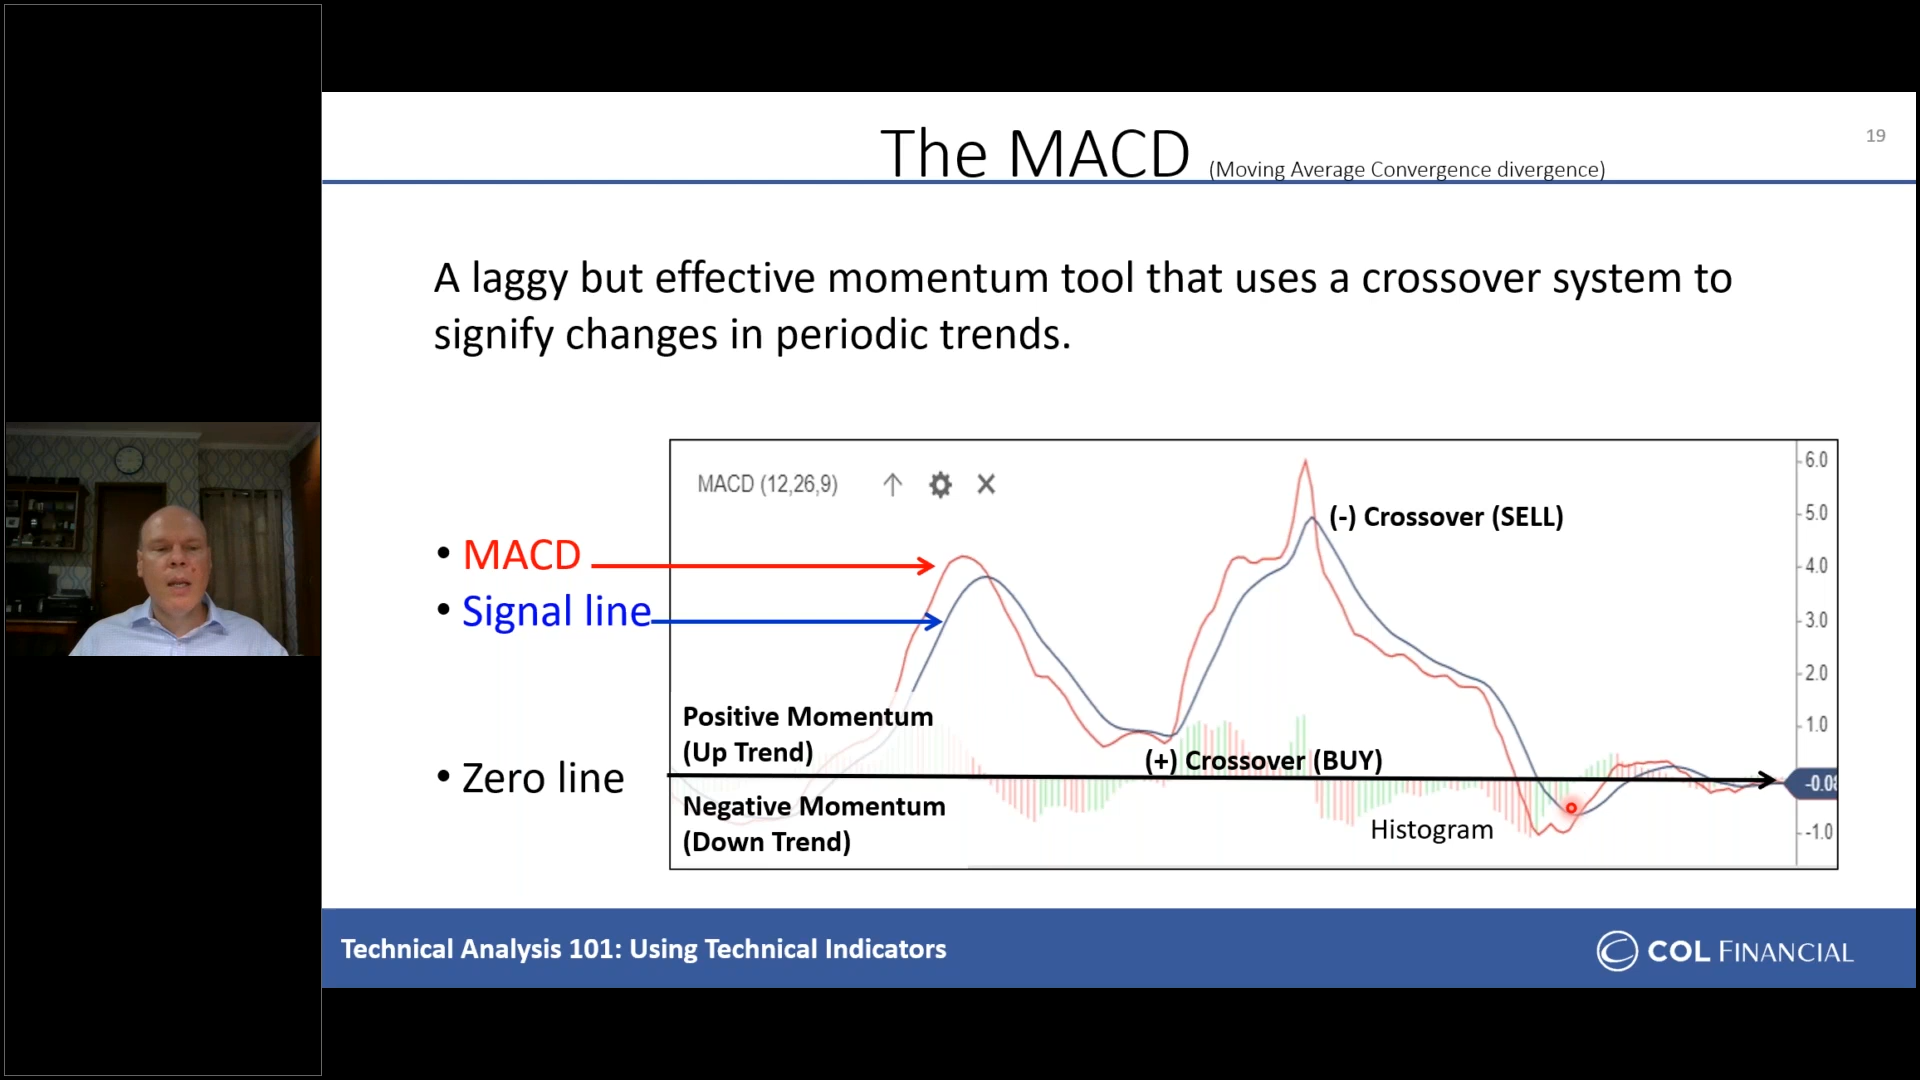 The MACD (Moving Average Convergence divergence)
19
A laggy but effective momentum tool that uses a crossover system to
signify changes in periodic trends.
• MACD
• Signal line
• Zero line
MACD (12,26,9)
(-) Crossover (SELL)
Positive Momentum
(Up Trend)
(+) Crossover (BUY)
Negative Momentum
(Down Trend)
Histogram
6.0
5.0
4.0
3.0
2.0
1.0
-1.0
Technical Analysis 101: Using Technical Indicators
COL FINANCIAL